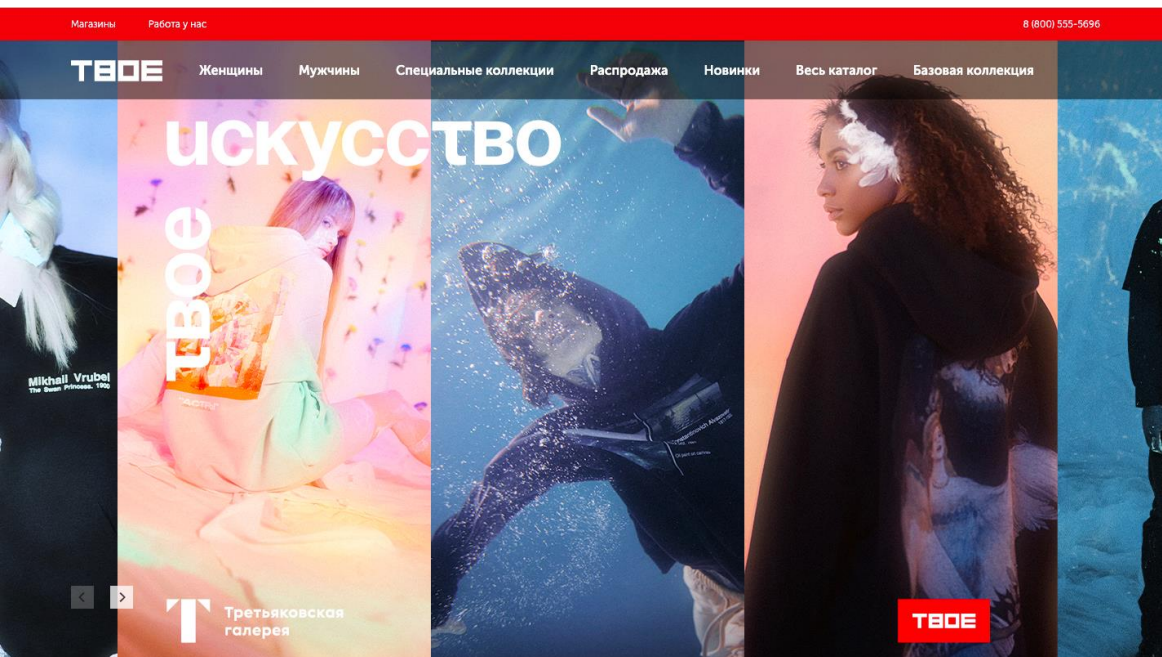 Магазины Работа у нас 8 (800) 555-5696
ТВОЕ Женщины Мужчины Специальные коллекции Распродажа Новинки Весь каталог Базовая коллекция
искусство
твое
Mikhail Vrubel
The Swan Princess. 1900
Третьяковская
галерея
ТВОЕ